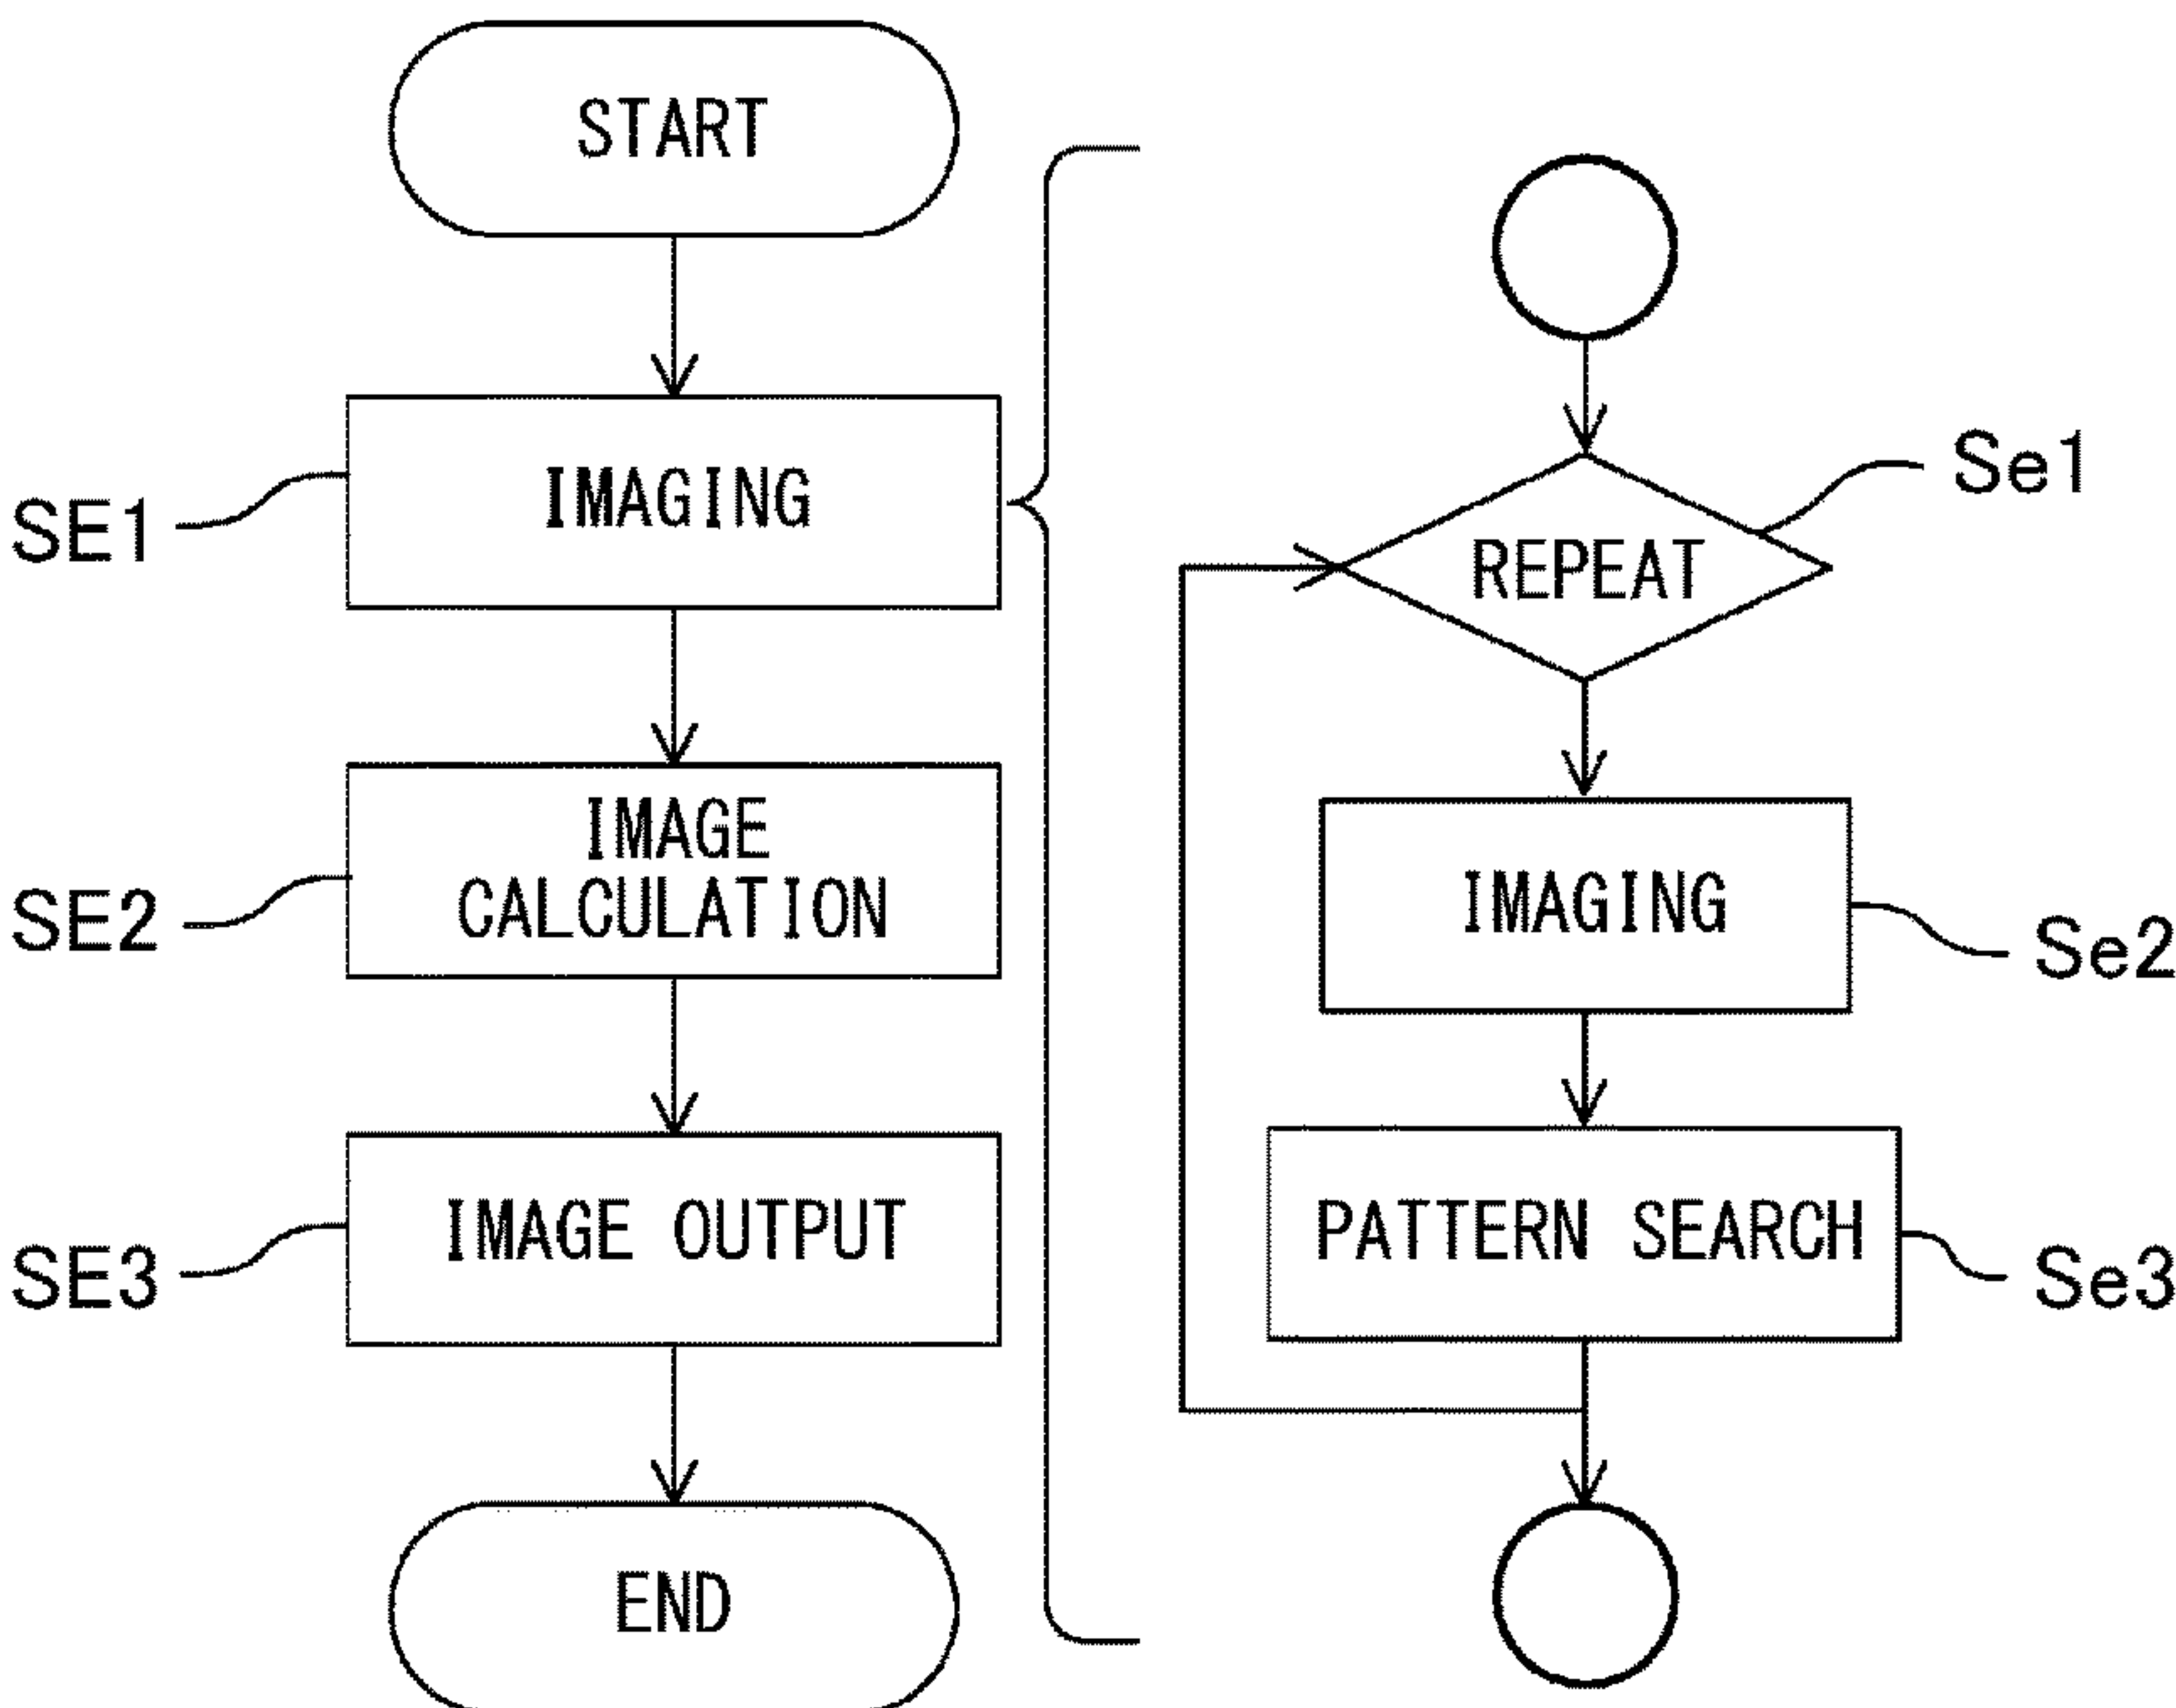 START
SE1
IMAGING
SE2
IMAGE
CALCULATION
SE3
IMAGE OUTPUT
END
Se1
REPEAT
IMAGING
Se2
PATTERN SEARCH
Se3